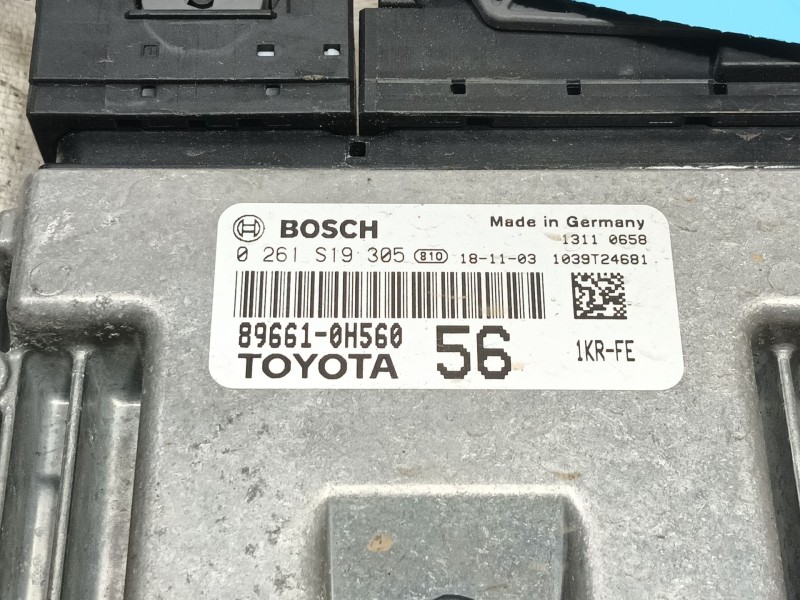 BOSCH Made in Germany
1311 0658
0 261 S19 305 810 18-11-03 1039T24681
89661-0H560 56 1KR-FE
TOYOTA